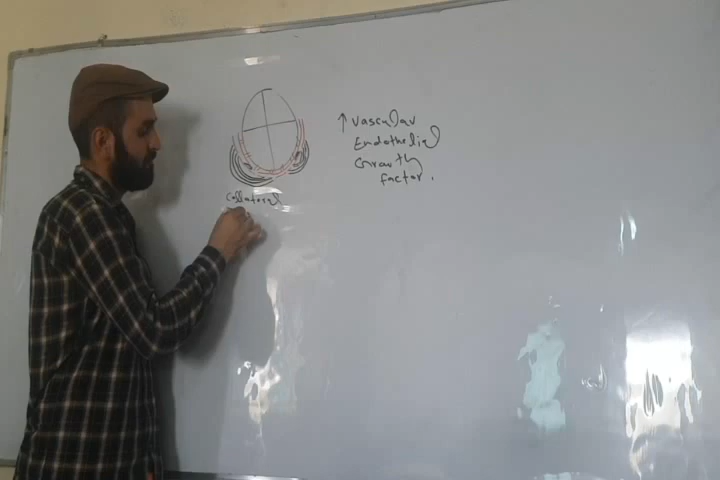 ↑ Vascular
Endothelial
Growth
factor.
Collateral